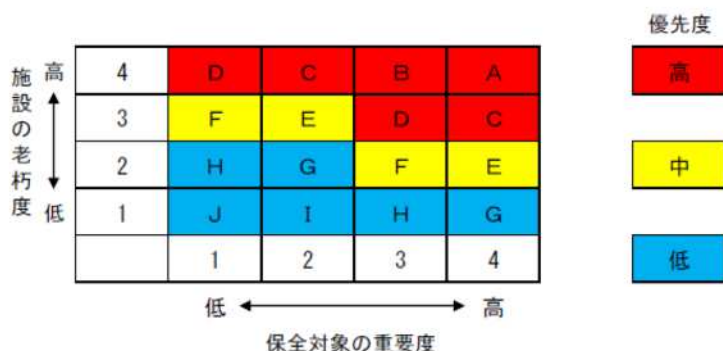 優先度
施設の老朽度
高
低
4 D C B A
3 F E D C
2 H G F E
1 J I H G
1 2 3 4
低 高
保全対象の重要度
高
中
低